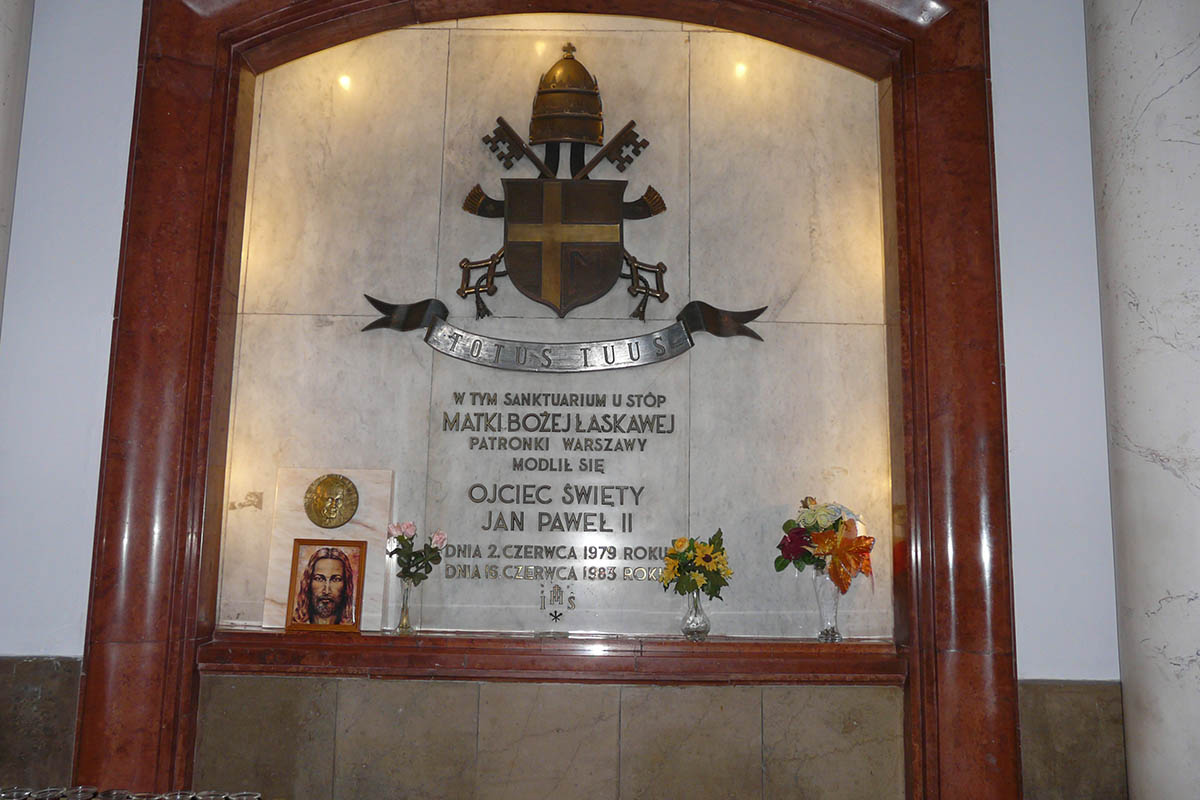 TOTUS TUUS
W TYM SANKTUARIUM U STÓP
MATKI BOŻEJ ŁASKAWEJ
PATRONKI WARSZAWY
MODLIŁ SIĘ
OJCIEC ŚWIĘTY
JAN PAWEŁ II
DNIA 2. CZERWCA 1979 ROKU
DNIA 16. CZERWCA 1983 ROKU
IHS